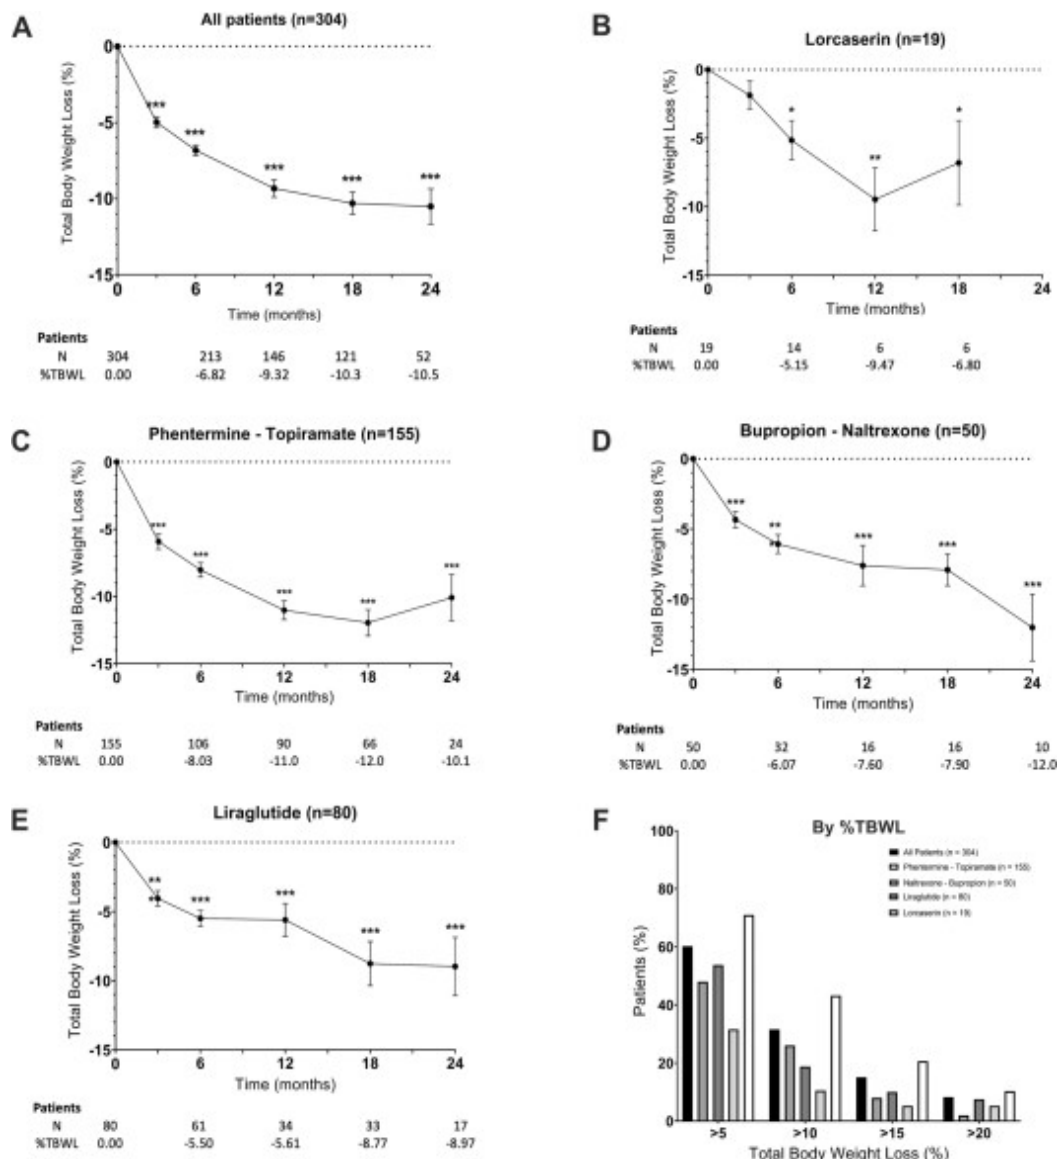 A
All patients (n=304)
Total Body Weight Loss (%)
0
-5
-10
-15
*** *** *** *** ***
0 6 12 18 24
Time (months)
Patients
N 304 213 146 121 52
%TBWL 0.00 -6.82 -9.32 -10.3 -10.5
B
Lorcaserin (n=19)
Total Body Weight Loss (%)
0
-5
-10
-15
* ** *
0 6 12 18 24
Time (months)
Patients
N 19 14 6 6
%TBWL 0.00 -5.15 -9.47 -6.80
C
Phentermine - Topiramate (n=155)
Total Body Weight Loss (%)
0
-5
-10
-15
*** *** *** *** ***
0 6 12 18 24
Time (months)
Patients
N 155 106 90 66 24
%TBWL 0.00 -8.03 -11.0 -12.0 -10.1
D
Bupropion - Naltrexone (n=50)
Total Body Weight Loss (%)
0
-5
-10
-15
*** ** * *** *** ***
0 6 12 18 24
Time (months)
Patients
N 50 32 16 16 10
%TBWL 0.00 -6.07 -7.60 -7.90 -12.0
E
Liraglutide (n=80)
Total Body Weight Loss (%)
0
-5
-10
-15
** * *** *** *** ***
0 6 12 18 24
Time (months)
Patients
N 80 61 34 33 17
%TBWL 0.00 -5.50 -5.61 -8.77 -8.97
F
By %TBWL
All Patients (n = 304)
Phentermine - Topiramate (n = 155)
Naltrexone - Bupropion (n = 50)
Liraglutide (n = 80)
Lorcaserin (n = 19)
Patients (%)
100
80
60
40
20
0
>5 >10 >15 >20
Total Body Weight Loss (%)